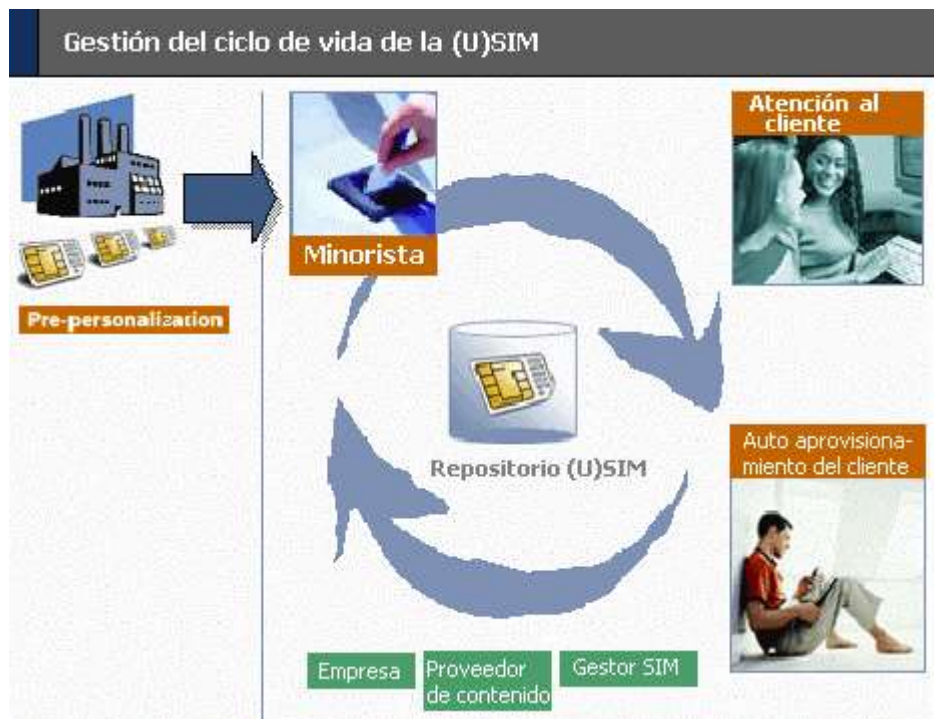 Gestión del ciclo de vida de la (U)SIM
Minorista
Atención al
cliente
Pre-personalization
Repositorio (U)SIM
Auto aprovisiona-
miento del cliente
Empresa
Proveedor
de contenido
Gestor SIM